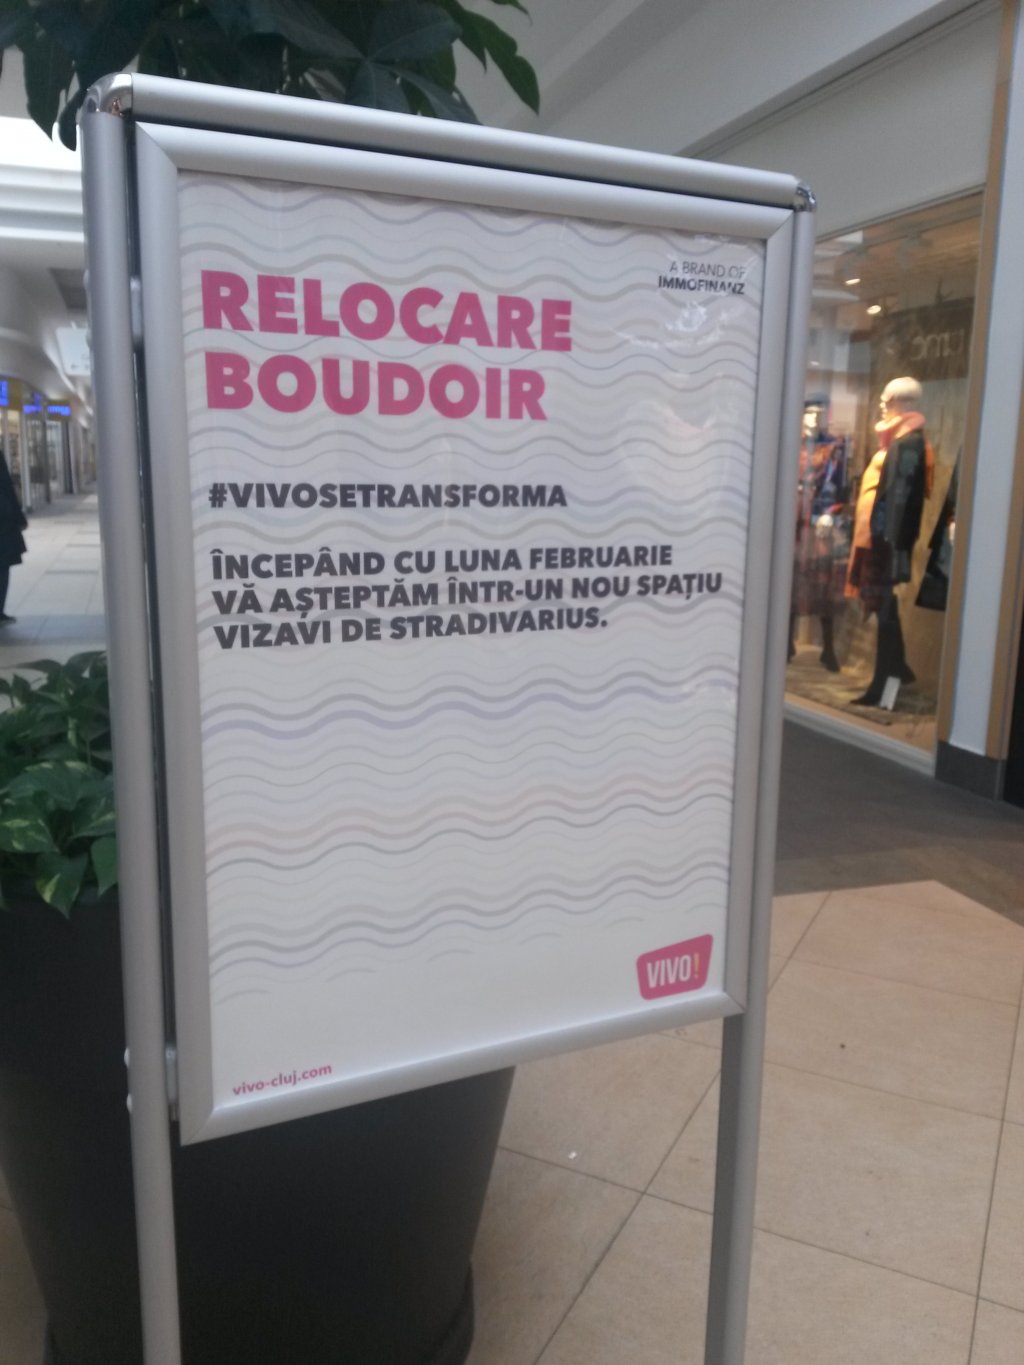 A BRAND OF
IMMOFINANZ
RELOCARE
BOUDOIR
#VIVOSETRANSFORMA
ÎNCEPÂND CU LUNA FEBRUARIE
VĂ AȘTEPTĂM ÎNTR-UN NOU SPAȚIU
VIZAVI DE STRADIVARIUS.
VIVO!
vivo-cluj.com